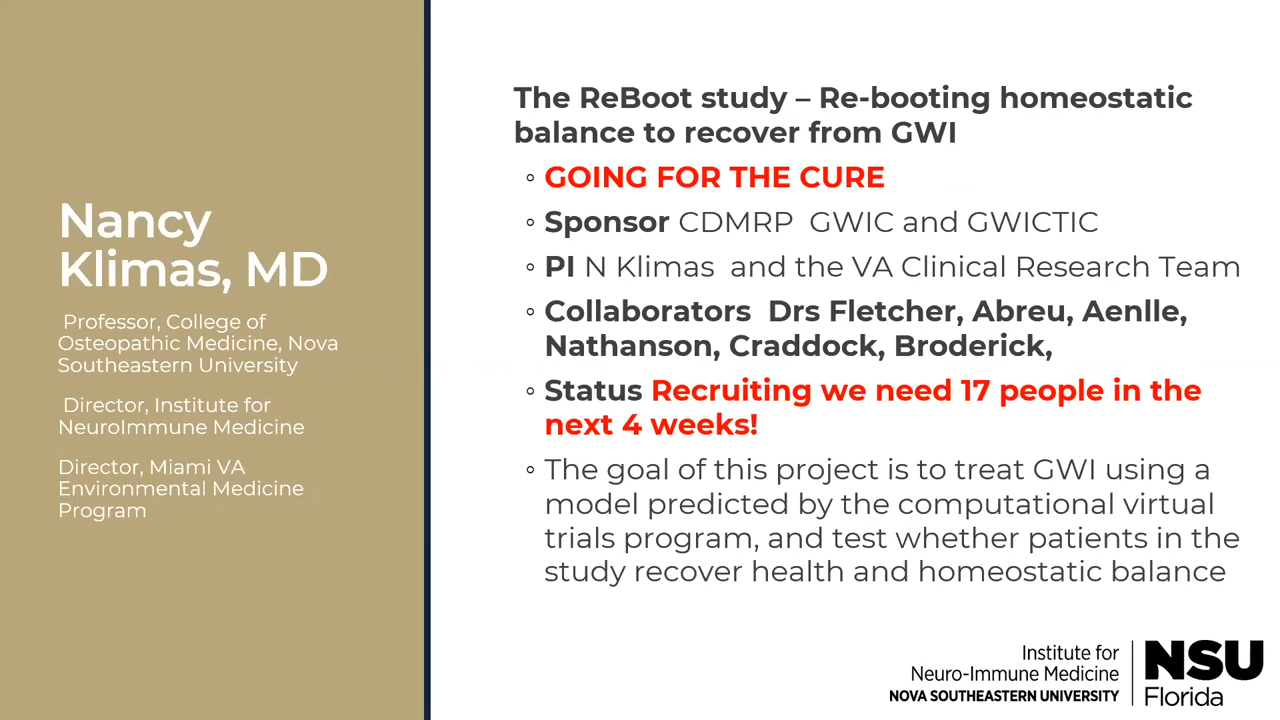 Nancy
Klimas, MD
Professor, College of
Osteopathic Medicine, Nova
Southeastern University
Director, Institute for
NeuroImmune Medicine
Director, Miami VA
Environmental Medicine
Program
The ReBoot study – Re-booting homeostatic
balance to recover from GWI
◦ GOING FOR THE CURE
◦ Sponsor CDMRP GWIC and GWICTIC
◦ PI N Klimas and the VA Clinical Research Team
◦ Collaborators Drs Fletcher, Abreu, Aenlle,
Nathanson, Craddock, Broderick,
◦ Status Recruiting we need 17 people in the
next 4 weeks!
◦ The goal of this project is to treat GWI using a
model predicted by the computational virtual
trials program, and test whether patients in the
study recover health and homeostatic balance
Institute for
Neuro-Immune Medicine
NOVA SOUTHEASTERN UNIVERSITY
NSU
Florida